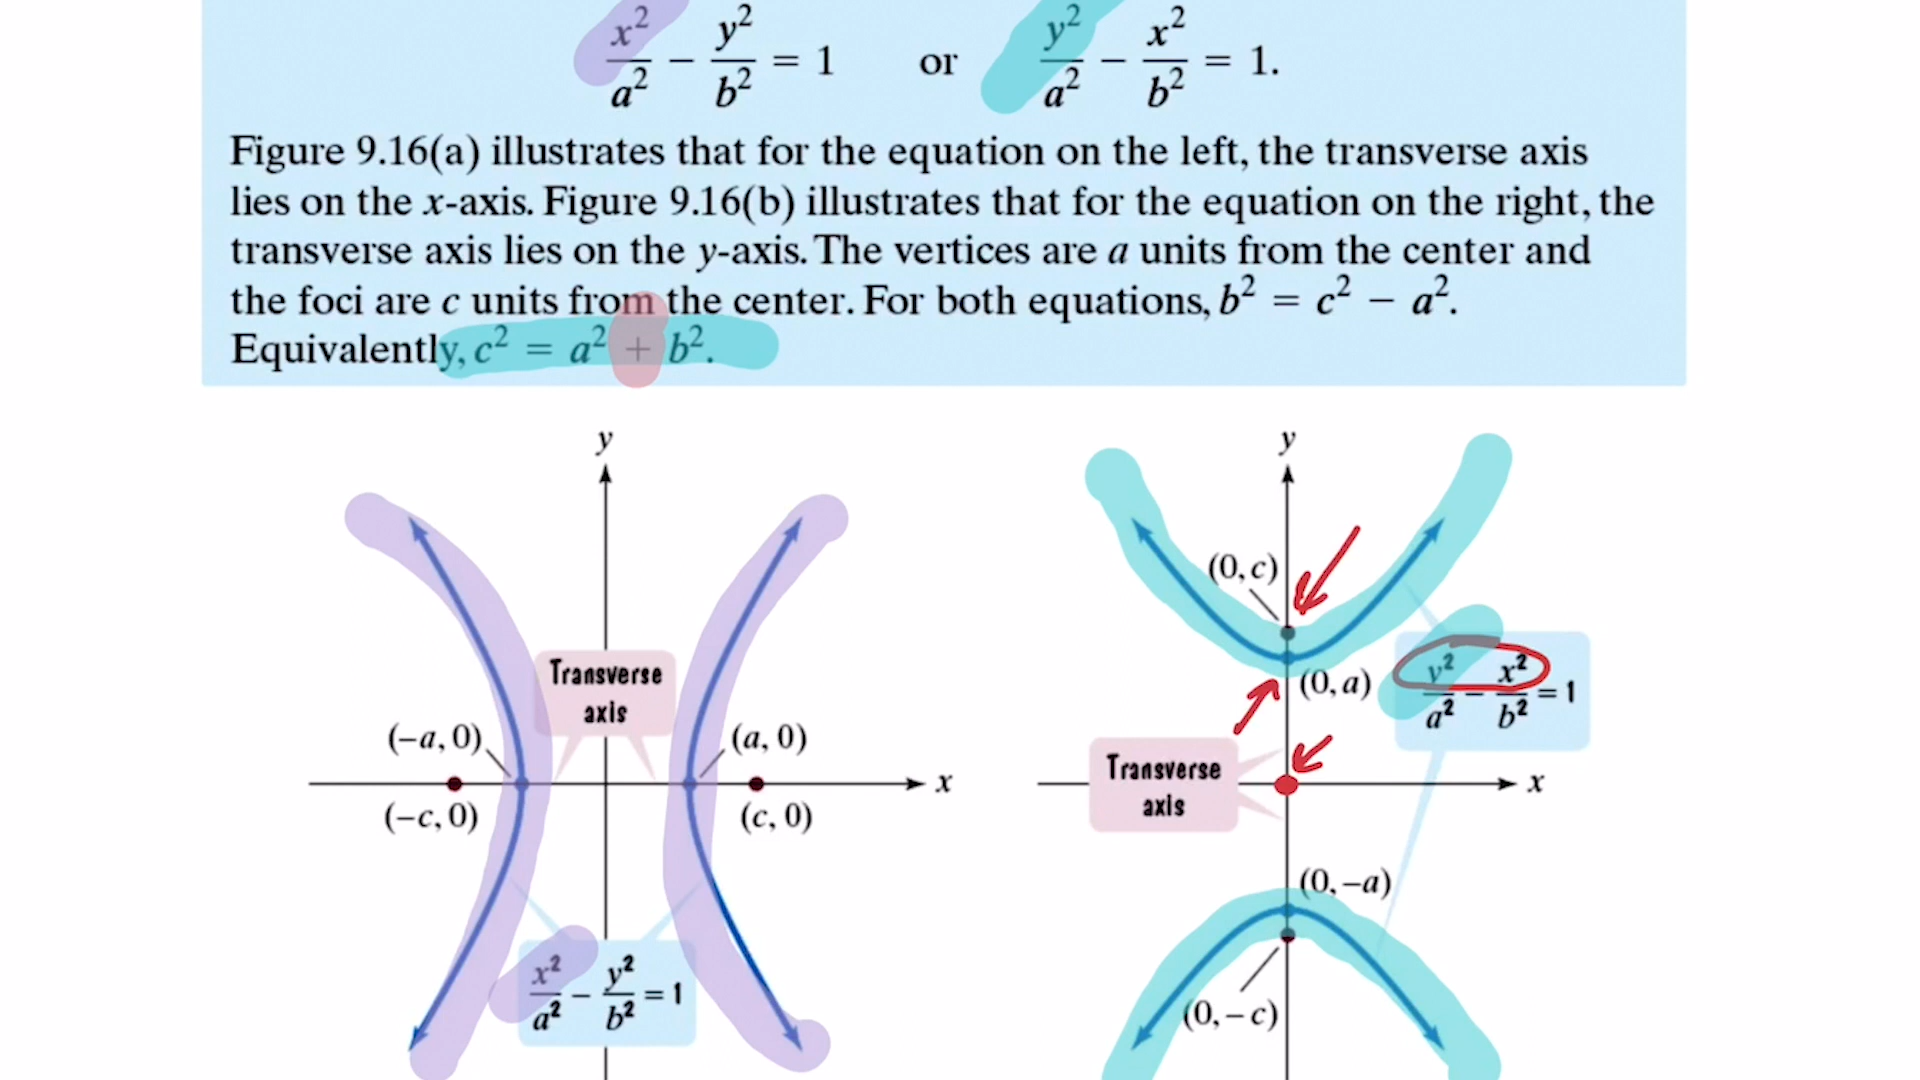 x²/a² − y²/b² = 1 or y²/a² − x²/b² = 1.
Figure 9.16(a) illustrates that for the equation on the left, the transverse axis
lies on the x-axis. Figure 9.16(b) illustrates that for the equation on the right, the
transverse axis lies on the y-axis. The vertices are a units from the center and
the foci are c units from the center. For both equations, b² = c² − a².
Equivalently, c² = a² + b².
y
Transverse
axis
(−a, 0)
(a, 0)
x
(−c, 0)
(c, 0)
x²/a² − y²/b² = 1
y
(0, c)
(0, a)
y²/a² − x²/b² = 1
Transverse
axis
x
(0, −a)
(0, −c)